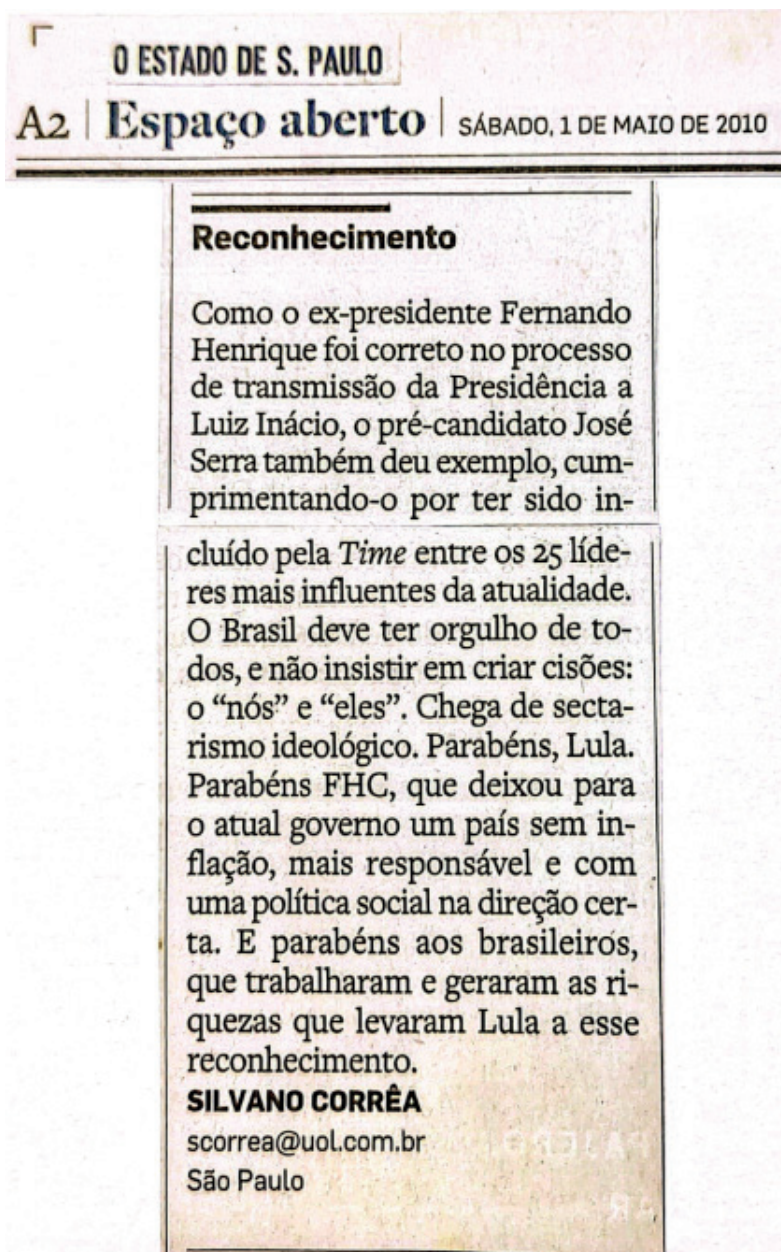 O ESTADO DE S. PAULO
A2 | Espaço aberto | SÁBADO, 1 DE MAIO DE 2010
Reconhecimento
Como o ex-presidente Fernando
Henrique foi correto no processo
de transmissão da Presidência a
Luiz Inácio, o pré-candidato José
Serra também deu exemplo, cum-
primentando-o por ter sido in-
cluído pela Time entre os 25 líde-
res mais influentes da atualidade.
O Brasil deve ter orgulho de to-
dos, e não insistir em criar cisões:
o “nós” e “eles”. Chega de secta-
rismo ideológico. Parabéns, Lula.
Parabéns FHC, que deixou para
o atual governo um país sem in-
flação, mais responsável e com
uma política social na direção cer-
ta. E parabéns aos brasileiros,
que trabalharam e geraram as ri-
quezas que levaram Lula a esse
reconhecimento.
SILVANO CORRÊA
scorrea@uol.com.br
São Paulo